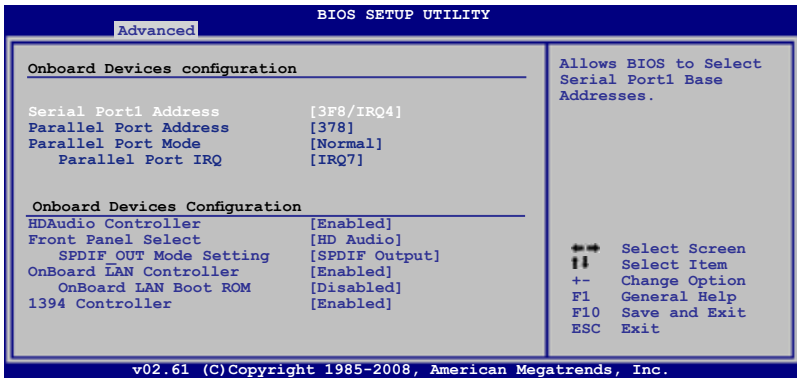 BIOS SETUP UTILITY
Advanced
Onboard Devices configuration
Serial Port1 Address [3F8/IRQ4]
Parallel Port Address [378]
Parallel Port Mode [Normal]
Parallel Port IRQ [IRQ7]
Onboard Devices Configuration
HDAudio Controller [Enabled]
Front Panel Select [HD Audio]
SPDIF_OUT Mode Setting [SPDIF Output]
OnBoard LAN Controller [Enabled]
OnBoard LAN Boot ROM [Disabled]
1394 Controller [Enabled]
Allows BIOS to Select
Serial Port1 Base
Addresses.
←→ Select Screen
↑↓ Select Item
+- Change Option
F1 General Help
F10 Save and Exit
ESC Exit
v02.61 (C)Copyright 1985-2008, American Megatrends, Inc.